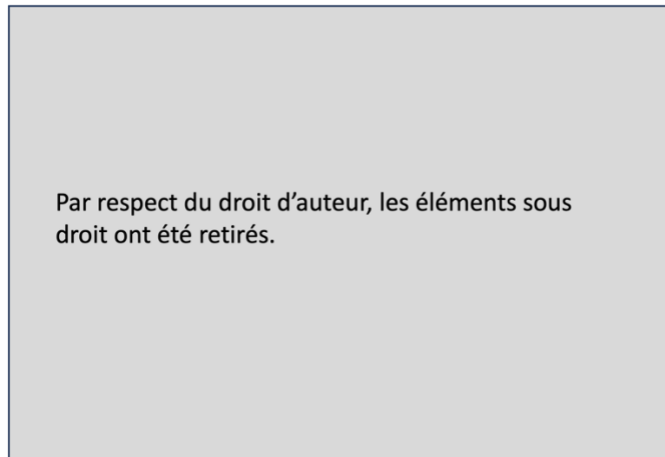 Par respect du droit d’auteur, les éléments sous
droit ont été retirés.